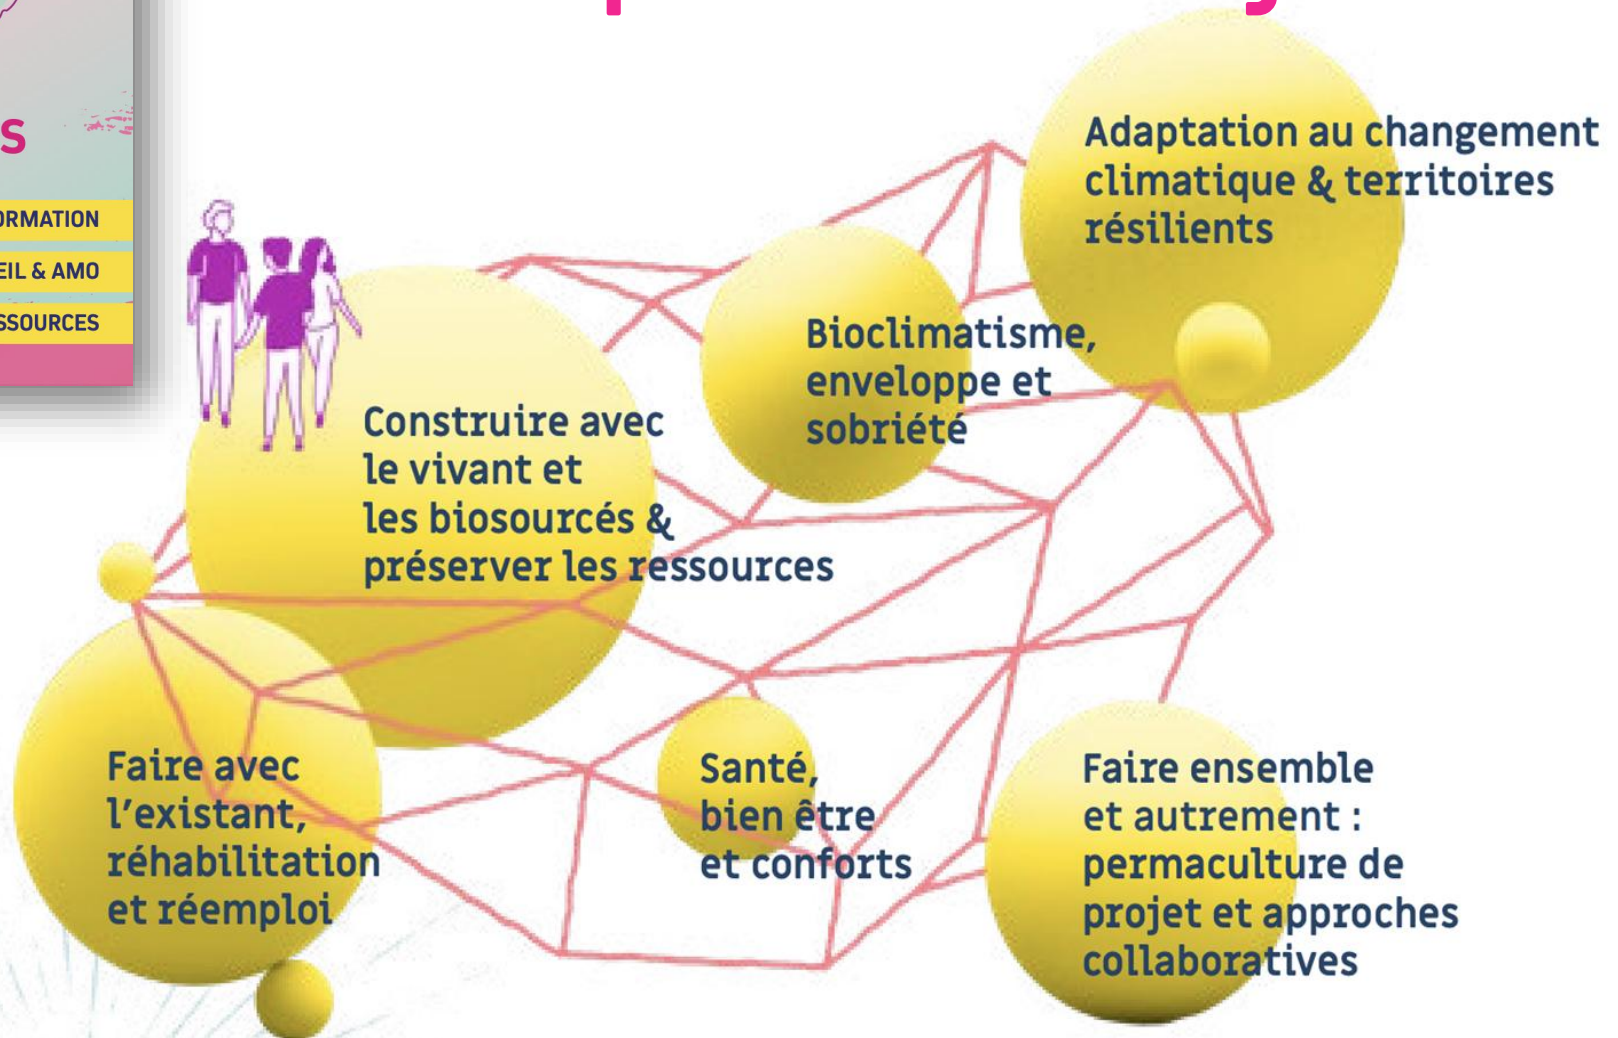 S
ORMATION
EIL & AMO
SSOURCES
Adaptation au changement
climatique & territoires
résilients
Bioclimatisme,
enveloppe et
sobriété
Construire avec
le vivant et
les biosourcés &
préserver les ressources
Faire avec
l'existant,
réhabilitation
et réemploi
Santé,
bien être
et conforts
Faire ensemble
et autrement :
permaculture de
projet et approches
collaboratives